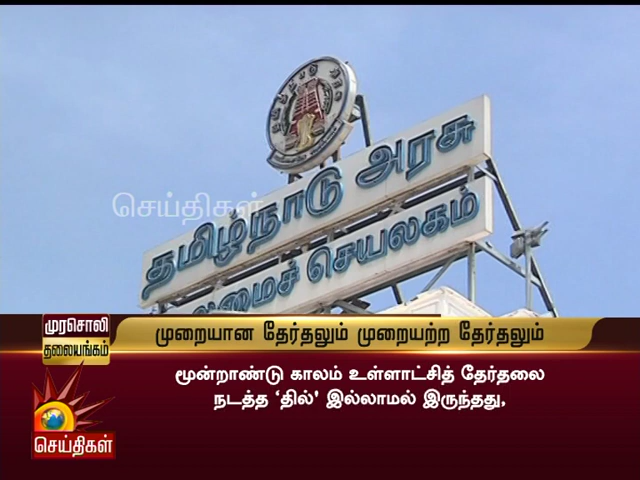 தமிழ்நாடு அரசு
செயலகம்
செய்திகள்
முரசொலி
தலையங்கம்
முறையான தேர்தலும் முறையற்ற தேர்தலும்
மூன்றாண்டு காலம் உள்ளாட்சித் தேர்தலை
நடத்த 'தில்' இல்லாமல் இருந்தது,
செய்திகள்